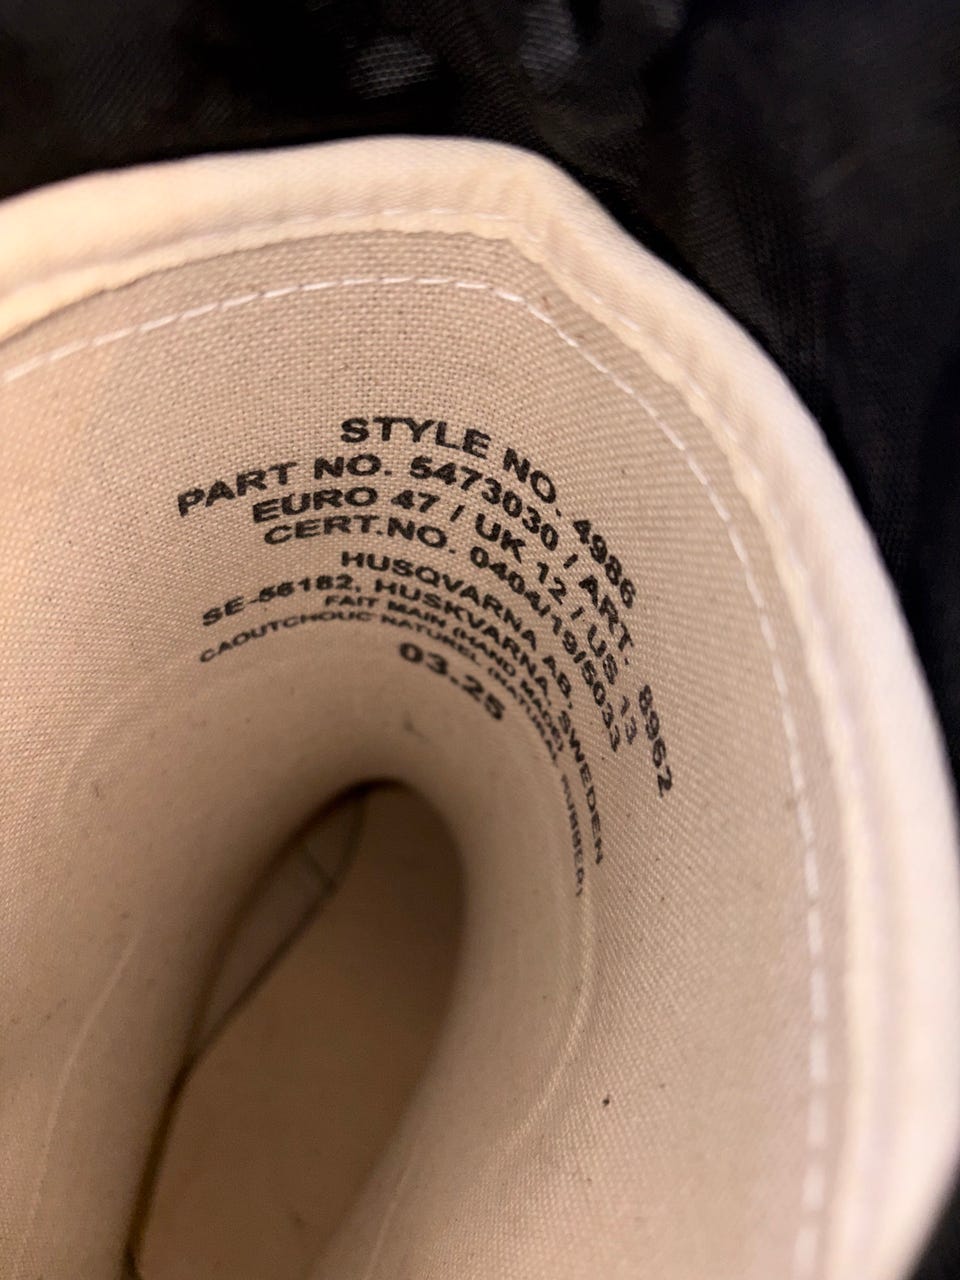 STYLE NO. 4986
PART NO. 5473030 / ART. 8962
EURO 47 / UK 12 / US 13
CERT.NO. 0404/19/5033
HUSQVARNA AB,
SE-56182, HUSKVARNA, SWEDEN
FAIT MAIN (HAND MADE)
CAOUTCHOUC NATUREL (NATURAL RUBBER)
03.25